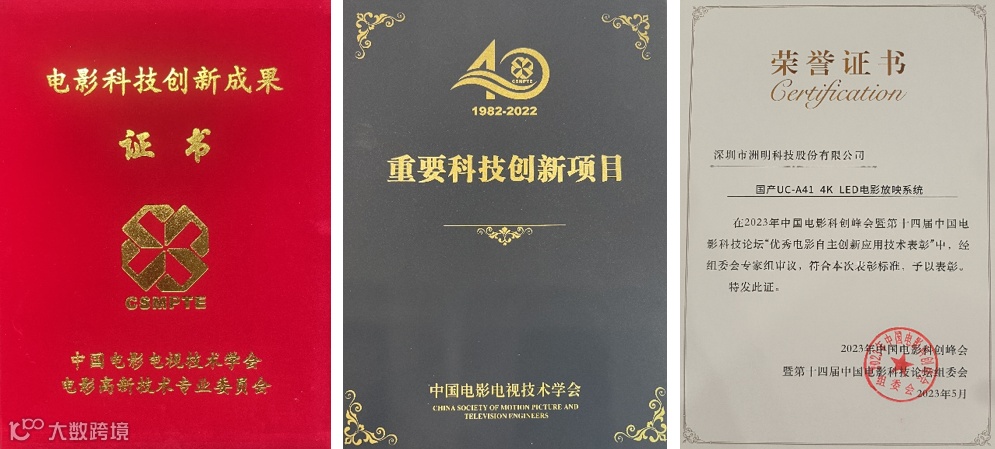 电影科技创新成果
证 书
CSMPTE
中国电影电视技术学会
电影高新技术专业委员会
大数跨境
40
CSMPTE
1982-2022
重要科技创新项目
中国电影电视技术学会
CHINA SOCIETY OF MOTION PICTURE AND
TELEVISION ENGINEERS
荣誉证书
Certification
深圳市洲明科技股份有限公司
国产UC-A41 4K LED电影放映系统
在2023年中国电影科创峰会暨第十四届中国电
影科技论坛“优秀电影自主创新应用技术表彰”中，经
组委会专家组审议，符合本次表彰标准，予以表彰。
特发此证。
2023年中国电影科创峰会
暨第十四届中国电影科技论坛组委会
2023年5月